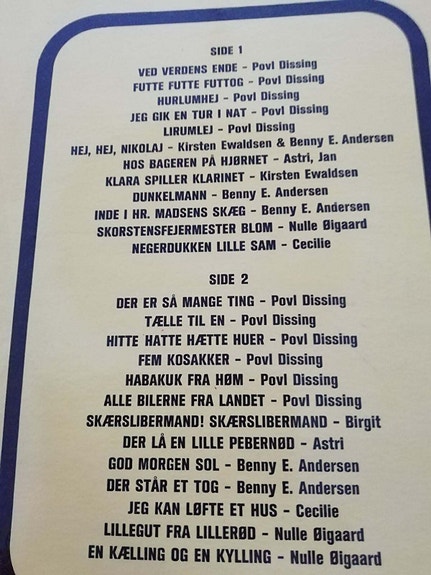 SIDE 1
VED VERDENS ENDE – Povl Dissing
FUTTE FUTTE FUTTOG – Povl Dissing
HURLUMHEJ – Povl Dissing
JEG GIK EN TUR I NAT – Povl Dissing
LIRUMLEJ – Povl Dissing
HEJ, HEJ, NIKOLAJ – Kirsten Ewaldsen & Benny E. Andersen
HOS BAGEREN PÅ HJØRNET – Astri, Jan
KLARA SPILLER KLARINET – Kirsten Ewaldsen
DUNKELMANN – Benny E. Andersen
INDE I HR. MADSENS SKÆG – Benny E. Andersen
SKORSTENSFEJERMESTER BLOM – Nulle Øigaard
NEGERDUKKEN LILLE SAM – Cecilie
SIDE 2
DER ER SÅ MANGE TING – Povl Dissing
TÆLLE TIL EN – Povl Dissing
HITTE HATTE HÆTTE HUER – Povl Dissing
FEM KOSAKKER – Povl Dissing
HABAKUK FRA HØM – Povl Dissing
ALLE BILERNE FRA LANDET – Povl Dissing
SKÆRSLIBERMAND! SKÆRSLIBERMAND – Birgit
DER LÅ EN LILLE PEBERNØD – Astri
GOD MORGEN SOL – Benny E. Andersen
DER STÅR ET TOG – Benny E. Andersen
JEG KAN LØFTE ET HUS – Cecilie
LILLEGUT FRA LILLERØD – Nulle Øigaard
EN KÆLLING OG EN KYLLING – Nulle Øigaard